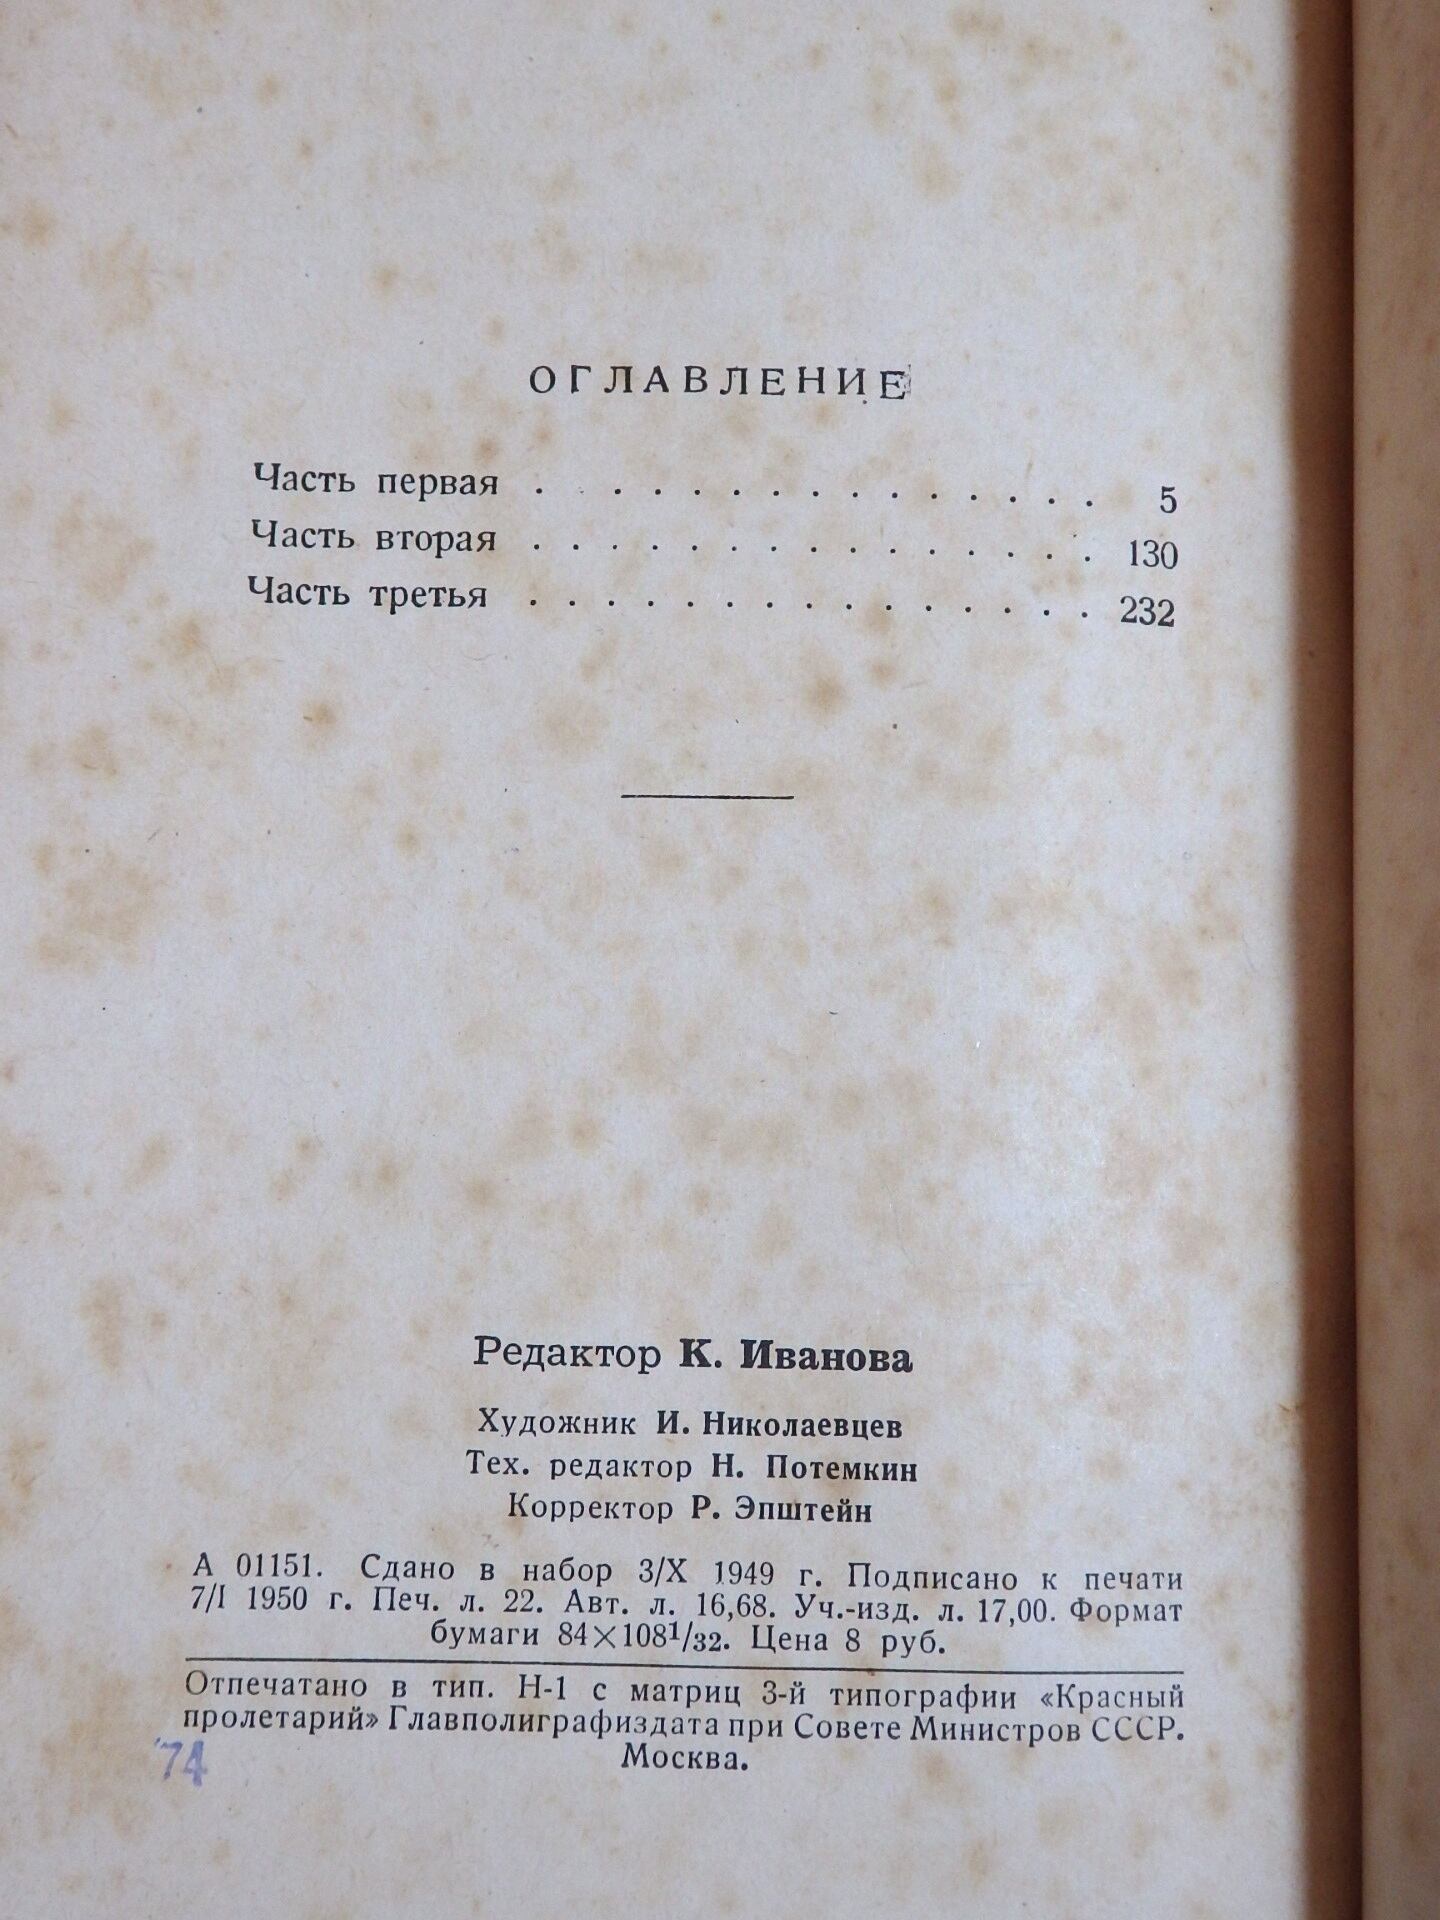 ОГЛАВЛЕНИЕ
Часть первая . . . . . . . . . . . . . . 5
Часть вторая . . . . . . . . . . . . . . . 130
Часть третья . . . . . . . . . . . . . . . 232
Редактор К. Иванова
Художник И. Николаевцев
Тех. редактор Н. Потемкин
Корректор Р. Эпштейн
А 01151. Сдано в набор 3/X 1949 г. Подписано к печати
7/I 1950 г. Печ. л. 22. Авт. л. 16,68. Уч.-изд. л. 17,00. Формат
бумаги 84×108¹/₃₂. Цена 8 руб.
Отпечатано в тип. Н-1 с матриц 3-й типографии «Красный
пролетарий» Главполиграфиздата при Совете Министров СССР.
Москва.
74